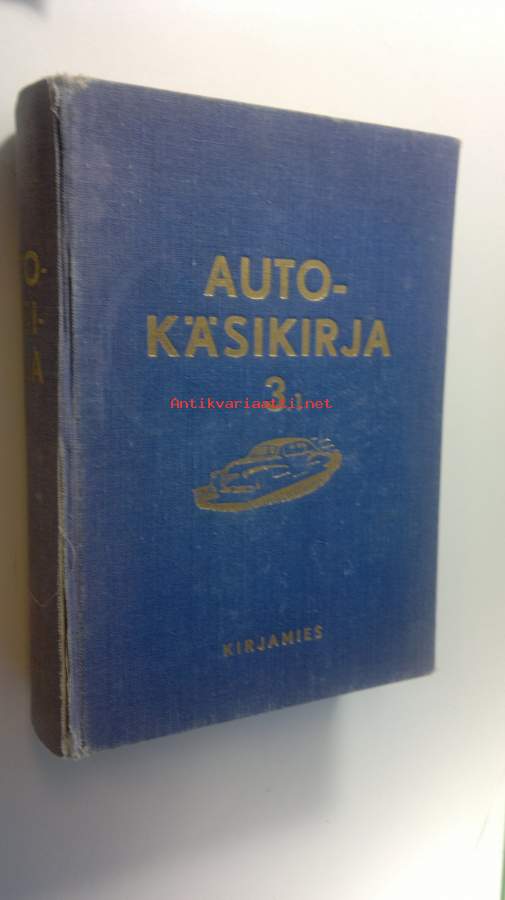 AUTO-
KÄSIKIRJA
3.
Antikvariaatti.net
KIRJAMIES